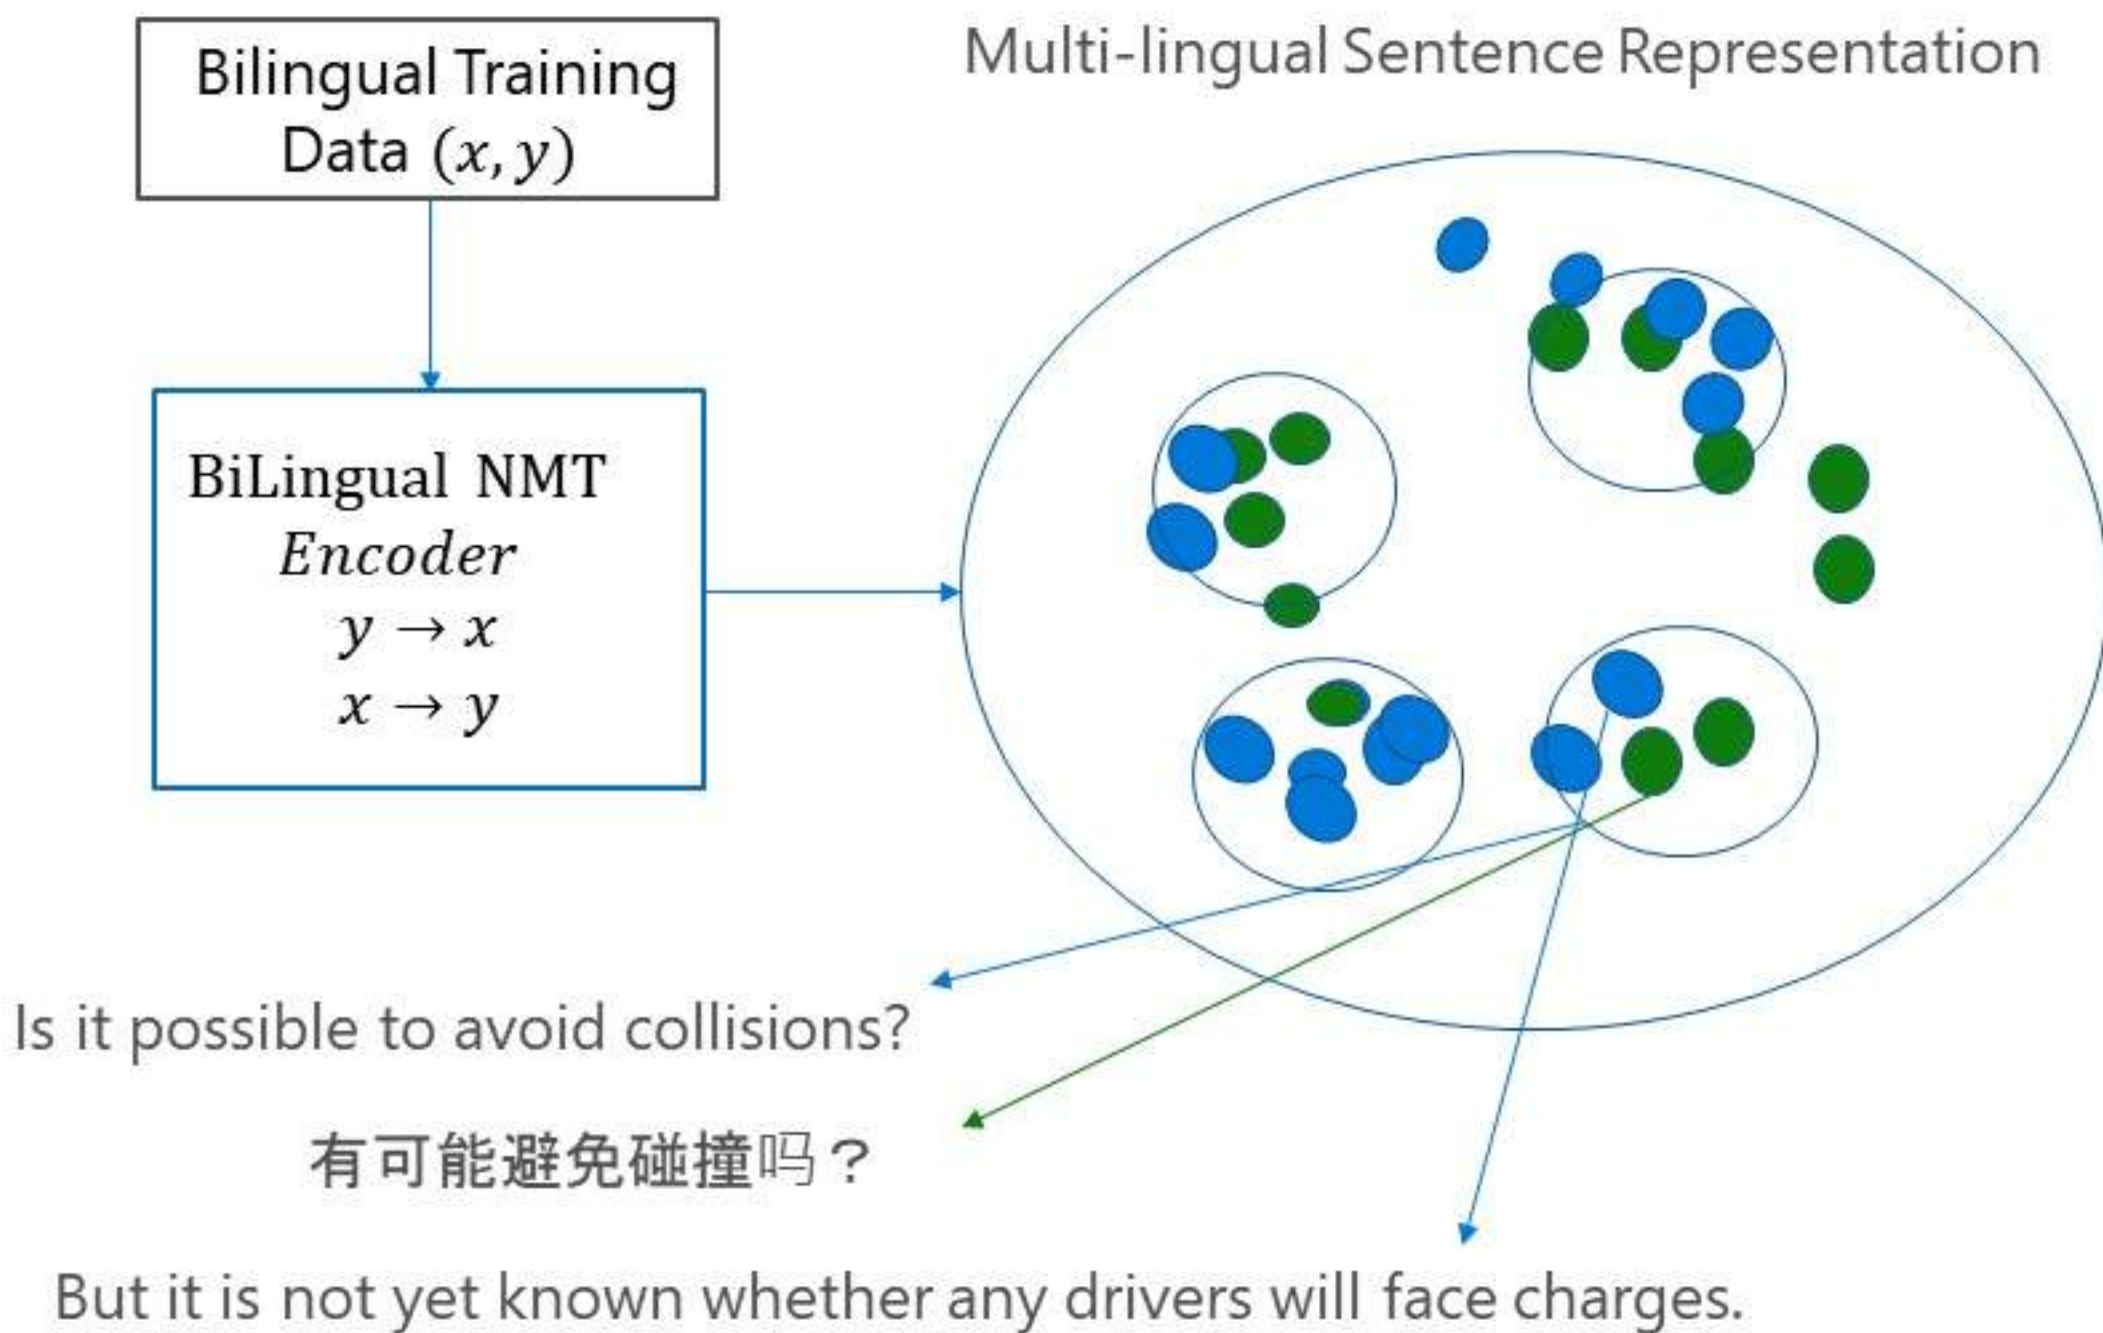 Bilingual Training
Data (x, y)
Multi-lingual Sentence Representation
BiLingual NMT
Encoder
y → x
x → y
Is it possible to avoid collisions?
有可能避免碰撞吗？
But it is not yet known whether any drivers will face charges.